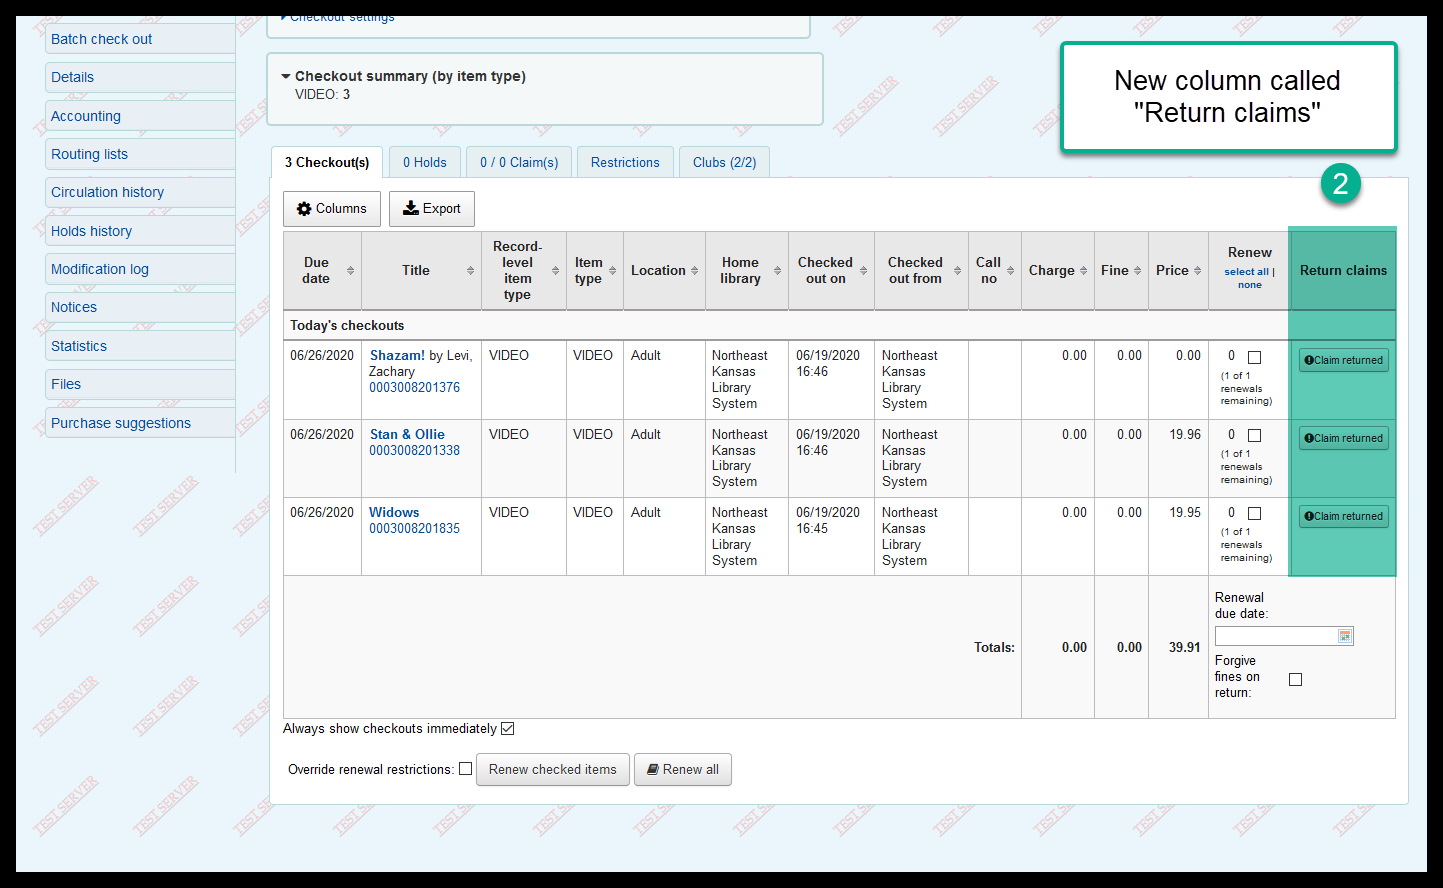 Checkout settings
Batch check out
Details
Accounting
Routing lists
Circulation history
Holds history
Modification log
Notices
Statistics
Files
Purchase suggestions
Checkout summary (by item type)
VIDEO: 3
New column called
"Return claims"
2
3 Checkout(s)
0 Holds
0 / 0 Claim(s)
Restrictions
Clubs (2/2)
Columns
Export
Due date
Title
Record-level item type
Item type
Location
Home library
Checked out on
Checked out from
Call no
Charge
Fine
Price
Renew
select all | none
Return claims
Today's checkouts
06/26/2020
Shazam! by Levi, Zachary
0003008201376
VIDEO
VIDEO
Adult
Northeast Kansas Library System
06/19/2020 16:46
Northeast Kansas Library System
0.00
0.00
0.00
0
(1 of 1 renewals remaining)
Claim returned
06/26/2020
Stan & Ollie
0003008201338
VIDEO
VIDEO
Adult
Northeast Kansas Library System
06/19/2020 16:46
Northeast Kansas Library System
0.00
0.00
19.96
0
(1 of 1 renewals remaining)
Claim returned
06/26/2020
Widows
0003008201835
VIDEO
VIDEO
Adult
Northeast Kansas Library System
06/19/2020 16:45
Northeast Kansas Library System
0.00
0.00
19.95
0
(1 of 1 renewals remaining)
Claim returned
Totals:
0.00
0.00
39.91
Renewal due date:
Forgive fines on return:
Always show checkouts immediately
Override renewal restrictions:
Renew checked items
Renew all
TEST SERVER